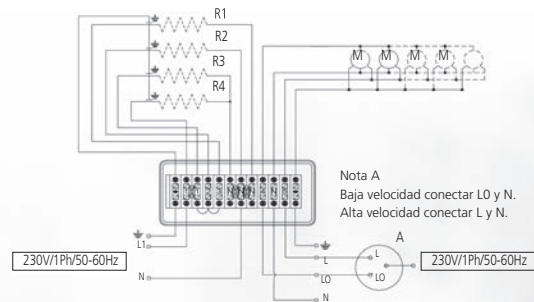 R1
R2
R3
R4
M M M M
Nota A
Baja velocidad conectar L0 y N.
Alta velocidad conectar L y N.
L1
N
230V/1Ph/50-60Hz
A
L
LO
N
L
LO
230V/1Ph/50-60Hz